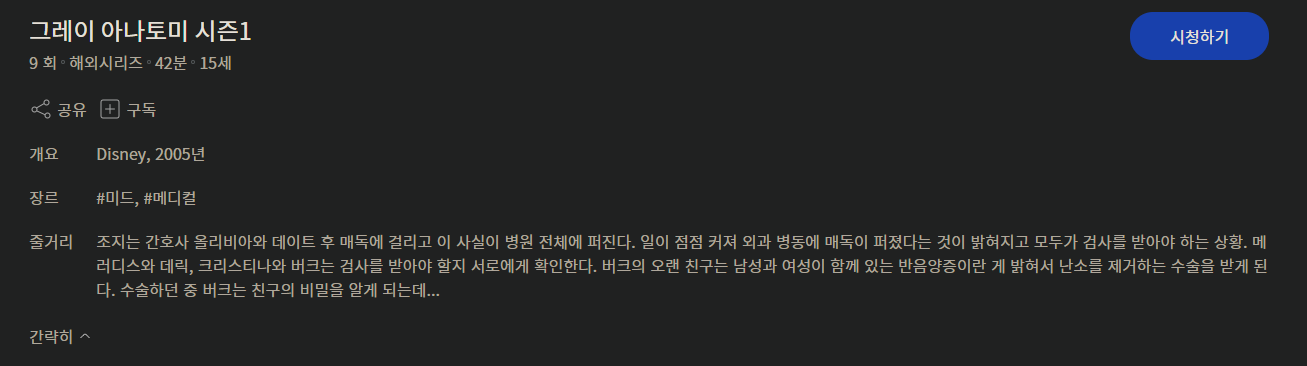 그레이 아나토미 시즌1
시청하기
9 회 ◦ 해외시리즈 ◦ 42분 ◦ 15세
공유 구독
개요 Disney, 2005년
장르 #미드, #메디컬
줄거리 조지는 간호사 올리비아와 데이트 후 매독에 걸리고 이 사실이 병원 전체에 퍼진다. 일이 점점 커져 외과 병동에 매독이 퍼졌다는 것이 밝혀지고 모두가 검사를 받아야 하는 상황. 메
러디스와 데릭, 크리스티나와 버크는 검사를 받아야 할지 서로에게 확인한다. 버크의 오랜 친구는 남성과 여성이 함께 있는 반음양증이란 게 밝혀서 난소를 제거하는 수술을 받게 된
다. 수술하던 중 버크는 친구의 비밀을 알게 되는데...
간략히